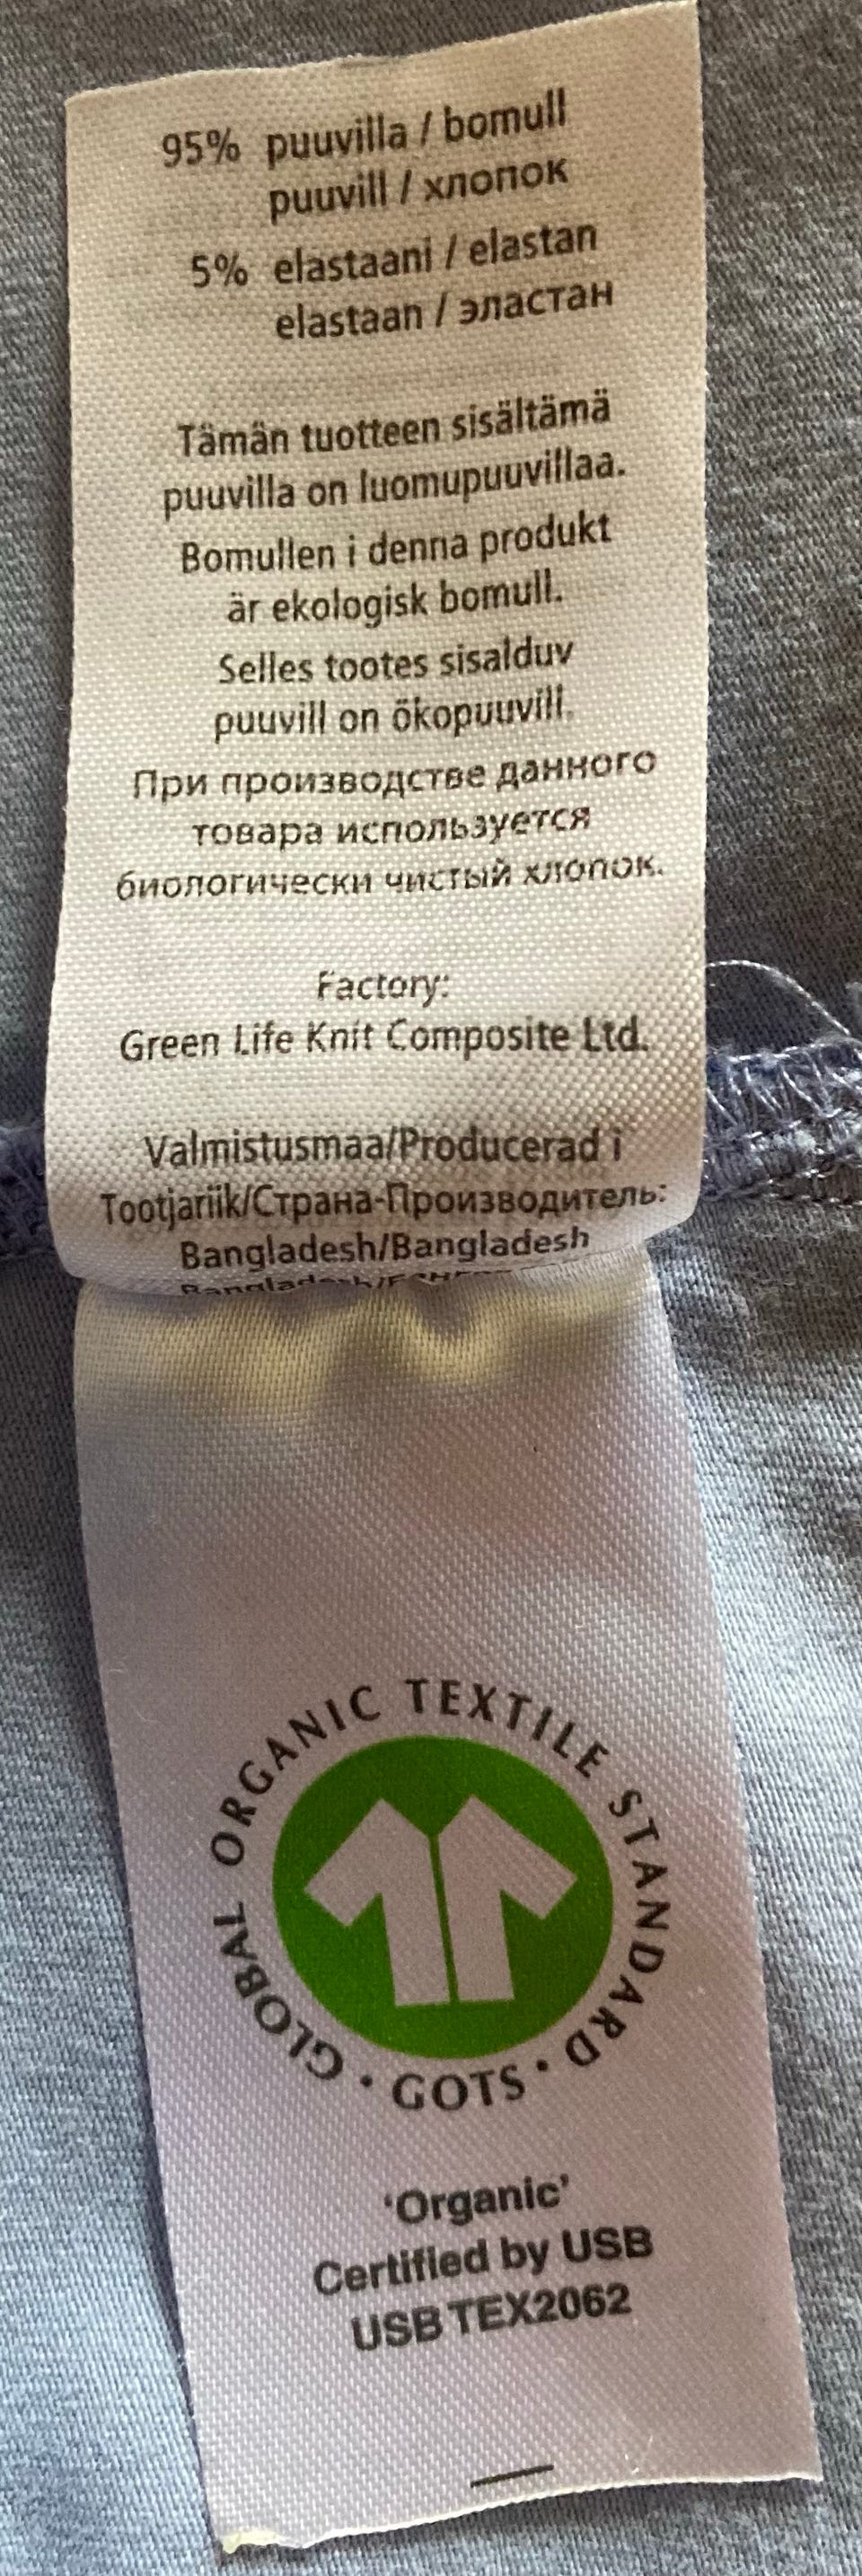 95% puuvilla / bomull
puuvill / хлопок
5% elastaani / elastan
elastaan / эластан
Tämän tuotteen sisältämä
puuvilla on luomupuuvillaa.
Bomullen i denna produkt
är ekologisk bomull.
Selles tootes sisalduv
puuvill on ökopuuvill.
При производстве данного
товара используется
биологически чистый хлопок.
Factory:
Green Life Knit Composite Ltd.
Valmistusmaa/Producerad i
Tootjariik/Страна-Производитель:
Bangladesh/Bangladesh
GLOBAL ORGANIC TEXTILE STANDARD
· GOTS ·
‘Organic’
Certified by USB
USB TEX2062